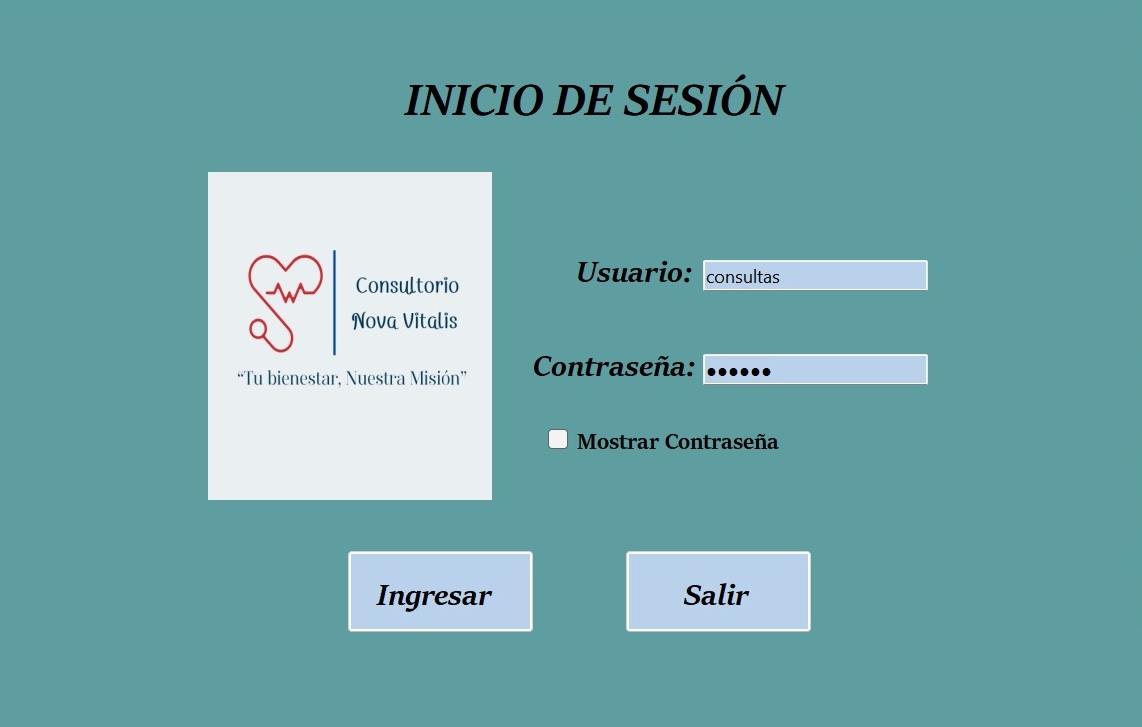 INICIO DE SESIÓN
Consultorio
Nova Vitalis
“Tu bienestar, Nuestra Misión”
Usuario: consultas
Contraseña: ••••••
Mostrar Contraseña
Ingresar
Salir